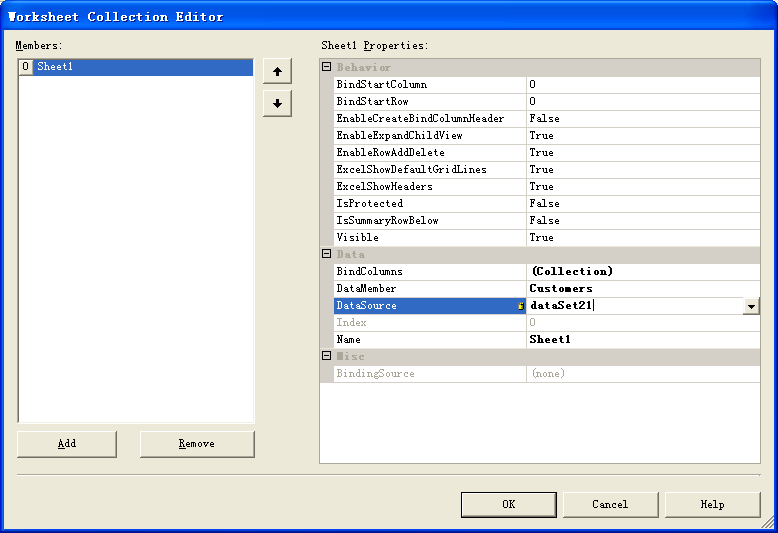 Worksheet Collection Editor
Members:
0 Sheet1
Add
Remove
Sheet1 Properties:
Behavior
BindStartColumn 0
BindStartRow 0
EnableCreateBindColumnHeader False
EnableExpandChildView True
EnableRowAddDelete True
ExcelShowDefaultGridLines True
ExcelShowHeaders True
IsProtected False
IsSummaryRowBelow False
Visible True
Data
BindColumns (Collection)
DataMember Customers
DataSource dataSet21
Index 0
Name Sheet1
Misc
BindingSource (none)
OK
Cancel
Help